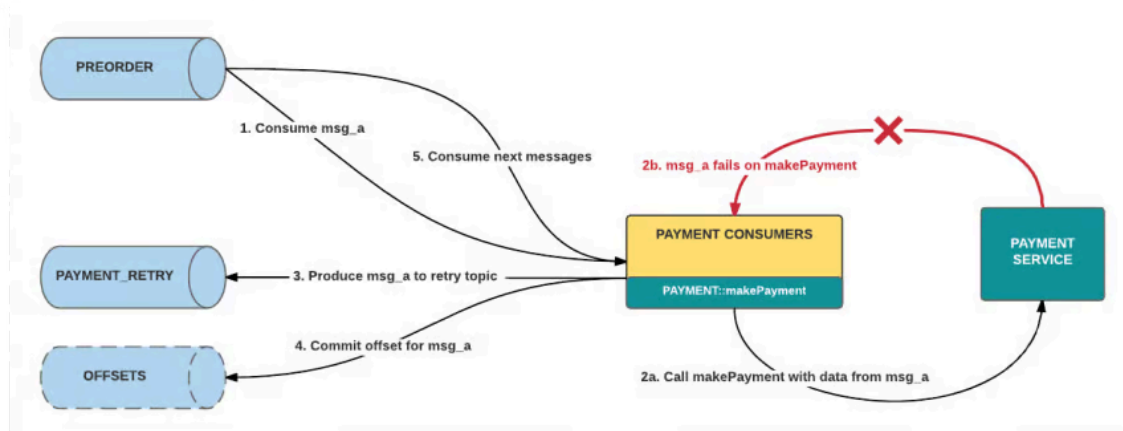 PREORDER
1. Consume msg_a
5. Consume next messages
2b. msg_a fails on makePayment
PAYMENT CONSUMERS
PAYMENT
SERVICE
PAYMENT_RETRY
3. Produce msg_a to retry topic
PAYMENT::makePayment
4. Commit offset for msg_a
OFFSETS
2a. Call makePayment with data from msg_a